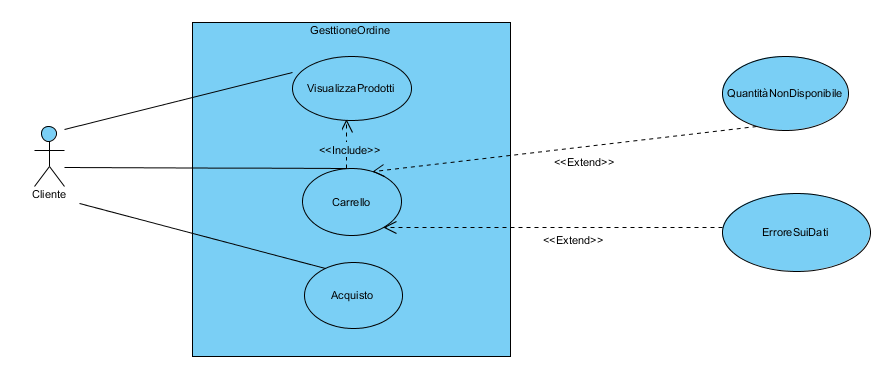 GesttioneOrdine
VisualizzaProdotti
QuantitàNonDisponibile
<<Include>>
<<Extend>>
Cliente
Carrello
ErroreSuiDati
<<Extend>>
Acquisto